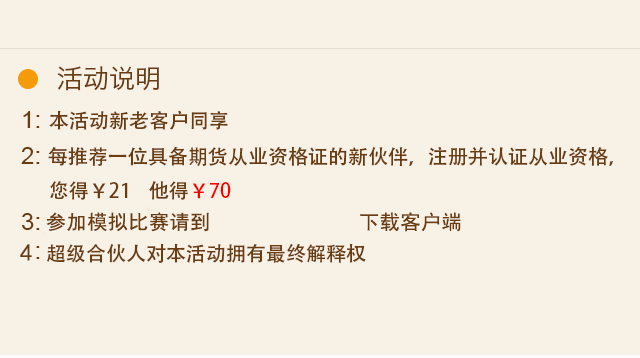 活动说明
1: 本活动新老客户同享
2: 每推荐一位具备期货从业资格证的新伙伴，注册并认证从业资格，
您得￥21 他得￥70
3: 参加模拟比赛请到 下载客户端
4: 超级合伙人对本活动拥有最终解释权